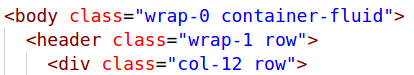 <body class="wrap-0 container-fluid">
<header class="wrap-1 row">
<div class="col-12 row">